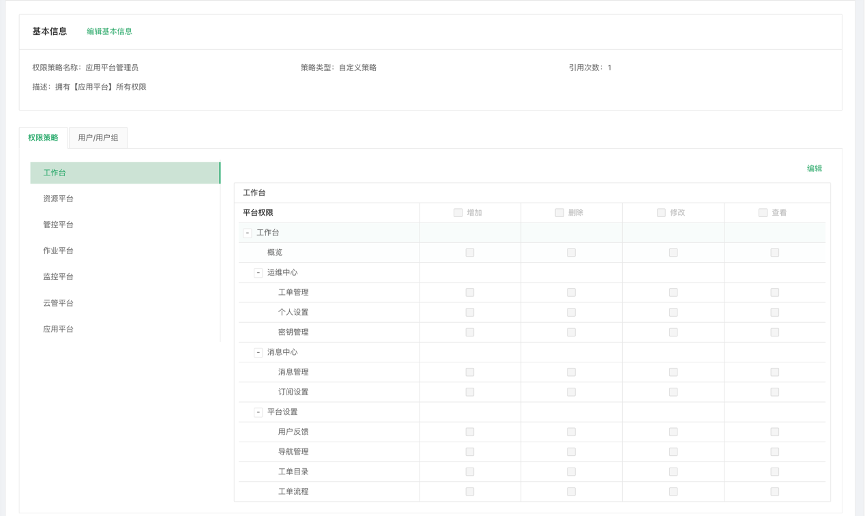 基本信息 编辑基本信息
权限策略名称: 应用平台管理员 策略类型: 自定义策略 引用次数: 1
描述: 拥有【应用平台】所有权限
权限策略 用户/用户组
编辑
工作台
资源平台
管控平台
作业平台
监控平台
云管平台
应用平台
工作台
平台权限 增加 删除 修改 查看
工作台
概览
运维中心
工单管理
个人设置
密钥管理
消息中心
消息管理
订阅设置
平台设置
用户反馈
导航管理
工单目录
工单流程